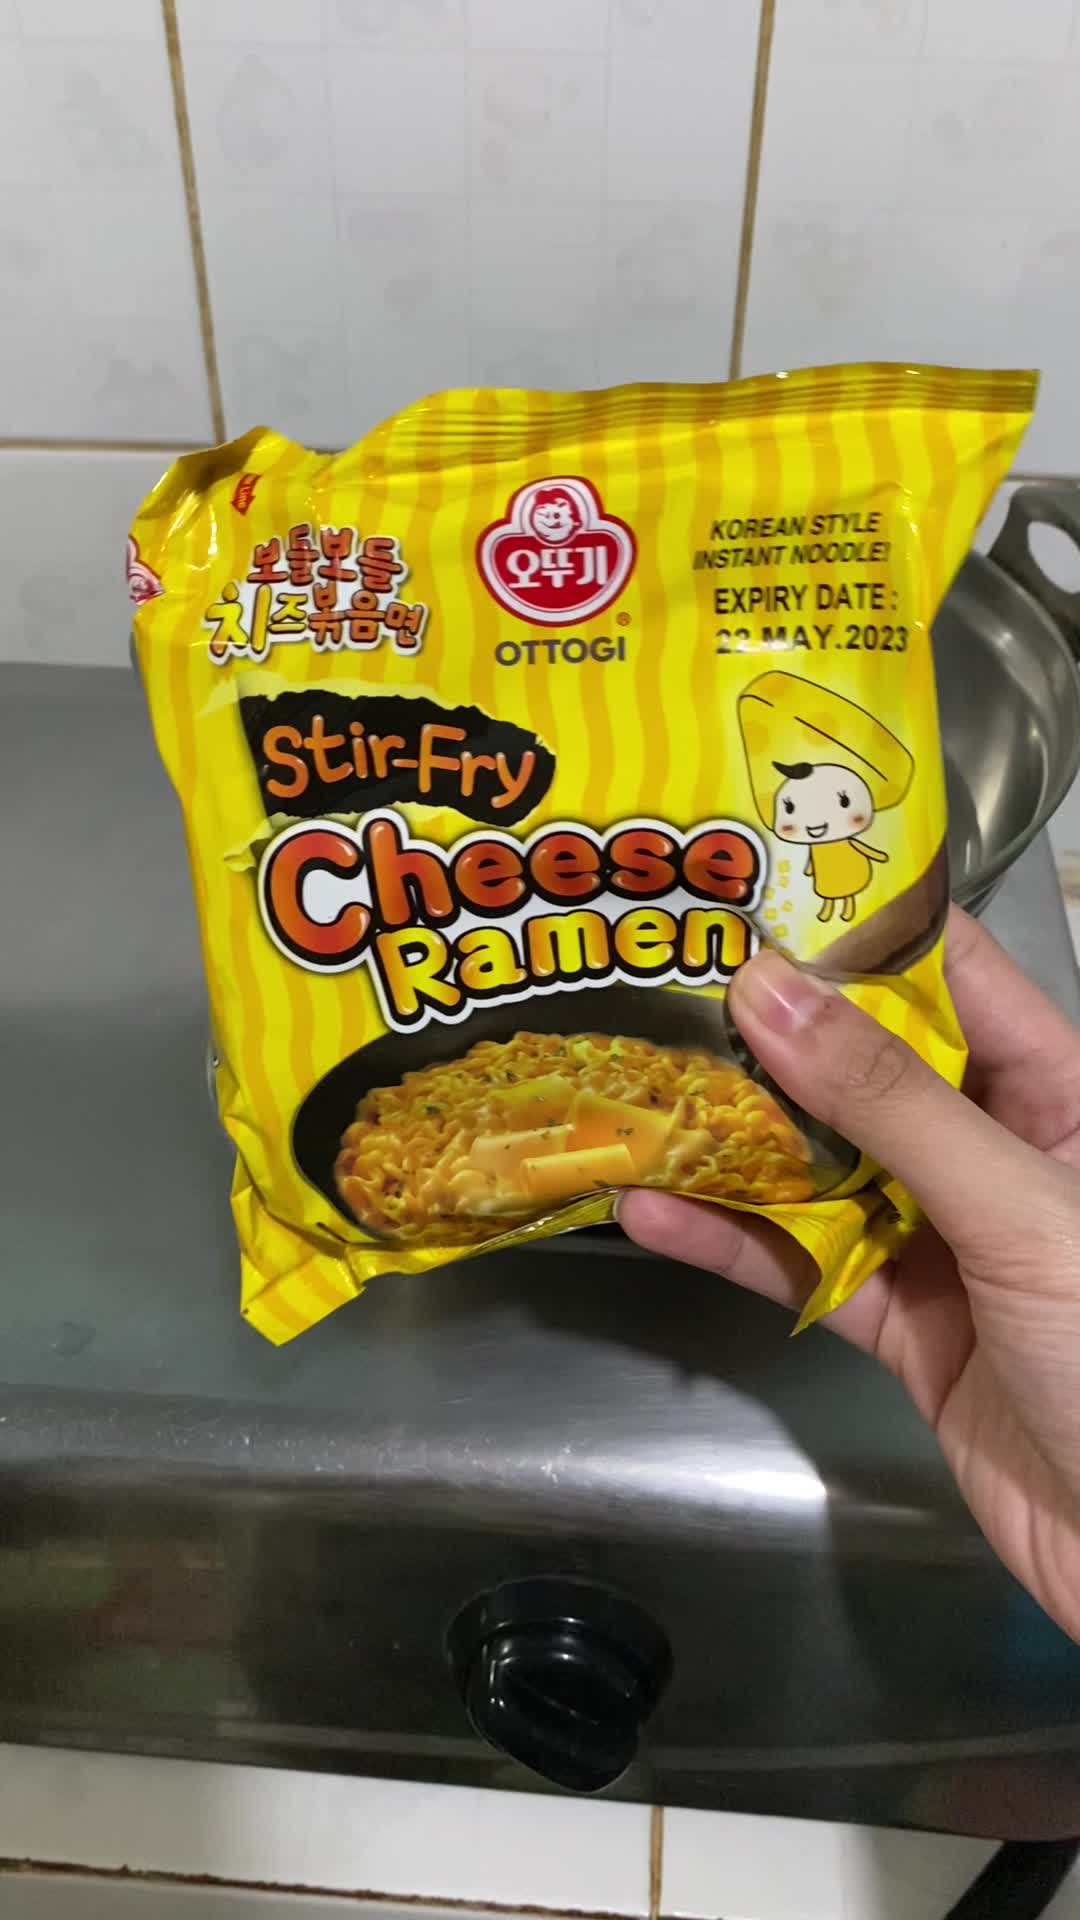 보들보들
치즈볶음면
오뚜기
®
OTTOGI
KOREAN STYLE
INSTANT NOODLE!
EXPIRY DATE :
22.MAY.2023
Stir-Fry
Cheese
Ramen